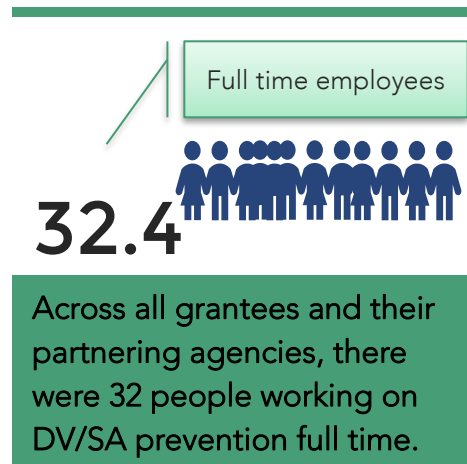 Full time employees
32.4
Across all grantees and their
partnering agencies, there
were 32 people working on
DV/SA prevention full time.